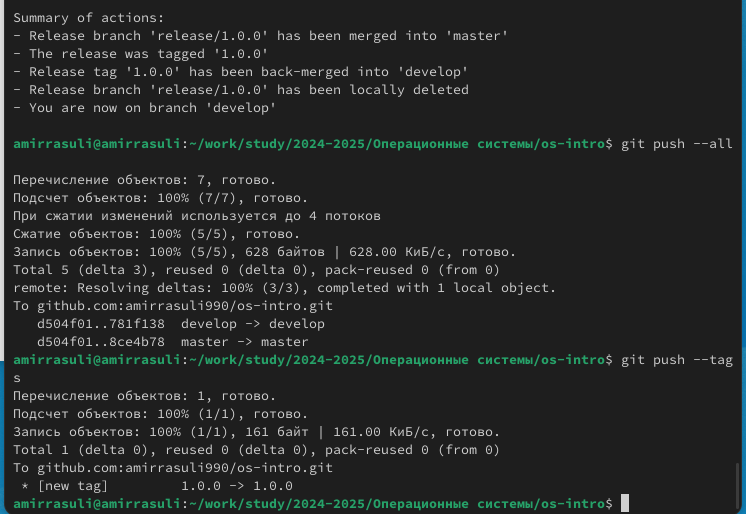 Summary of actions:
- Release branch 'release/1.0.0' has been merged into 'master'
- The release was tagged '1.0.0'
- Release tag '1.0.0' has been back-merged into 'develop'
- Release branch 'release/1.0.0' has been locally deleted
- You are now on branch 'develop'

amirrasuli@amirrasuli:~/work/study/2024-2025/Операционные системы/os-intro$ git push --all

Перечисление объектов: 7, готово.
Подсчет объектов: 100% (7/7), готово.
При сжатии изменений используется до 4 потоков
Сжатие объектов: 100% (5/5), готово.
Запись объектов: 100% (5/5), 628 байтов | 628.00 КиБ/с, готово.
Total 5 (delta 3), reused 0 (delta 0), pack-reused 0 (from 0)
remote: Resolving deltas: 100% (3/3), completed with 1 local object.
To github.com:amirrasuli990/os-intro.git
   d504f01..781f138  develop -> develop
   d504f01..8ce4b78  master -> master
amirrasuli@amirrasuli:~/work/study/2024-2025/Операционные системы/os-intro$ git push --tag
s
Перечисление объектов: 1, готово.
Подсчет объектов: 100% (1/1), готово.
Запись объектов: 100% (1/1), 161 байт | 161.00 КиБ/с, готово.
Total 1 (delta 0), reused 0 (delta 0), pack-reused 0 (from 0)
To github.com:amirrasuli990/os-intro.git
 * [new tag]         1.0.0 -> 1.0.0
amirrasuli@amirrasuli:~/work/study/2024-2025/Операционные системы/os-intro$